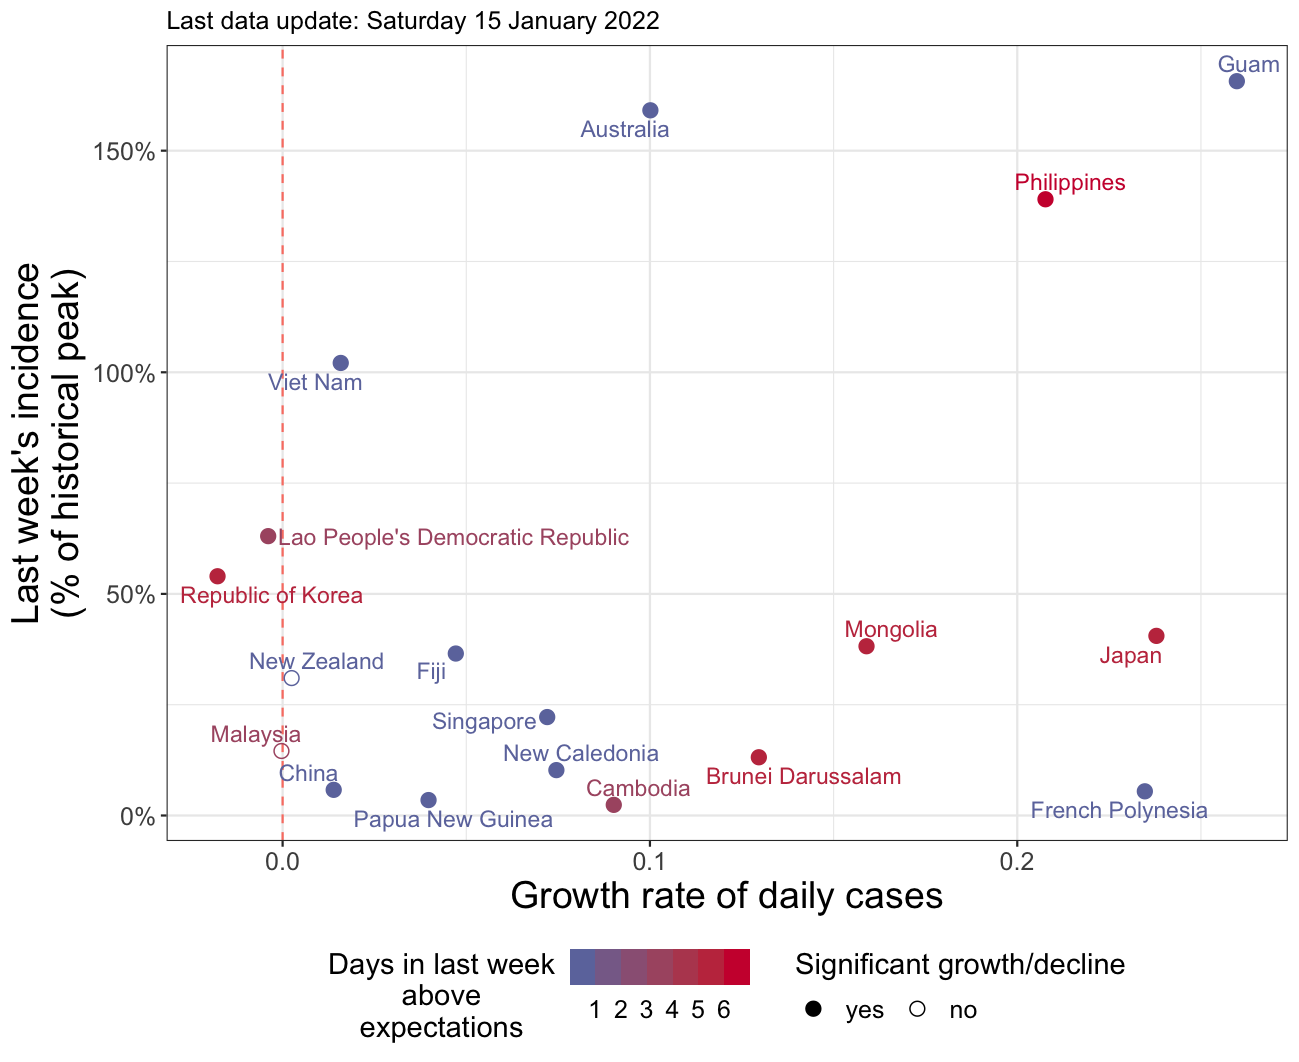 Last data update: Saturday 15 January 2022
Guam
Australia
150%
Philippines
Last week's incidence
(% of historical peak)
100%
Viet Nam
Lao People's Democratic Republic
50%
Republic of Korea
Mongolia
Japan
New Zealand
Fiji
Singapore
Malaysia
New Caledonia
China
Brunei Darussalam
Cambodia
French Polynesia
Papua New Guinea
0%
0.0 0.1 0.2
Growth rate of daily cases
Days in last week
above
expectations
1 2 3 4 5 6
Significant growth/decline
yes no